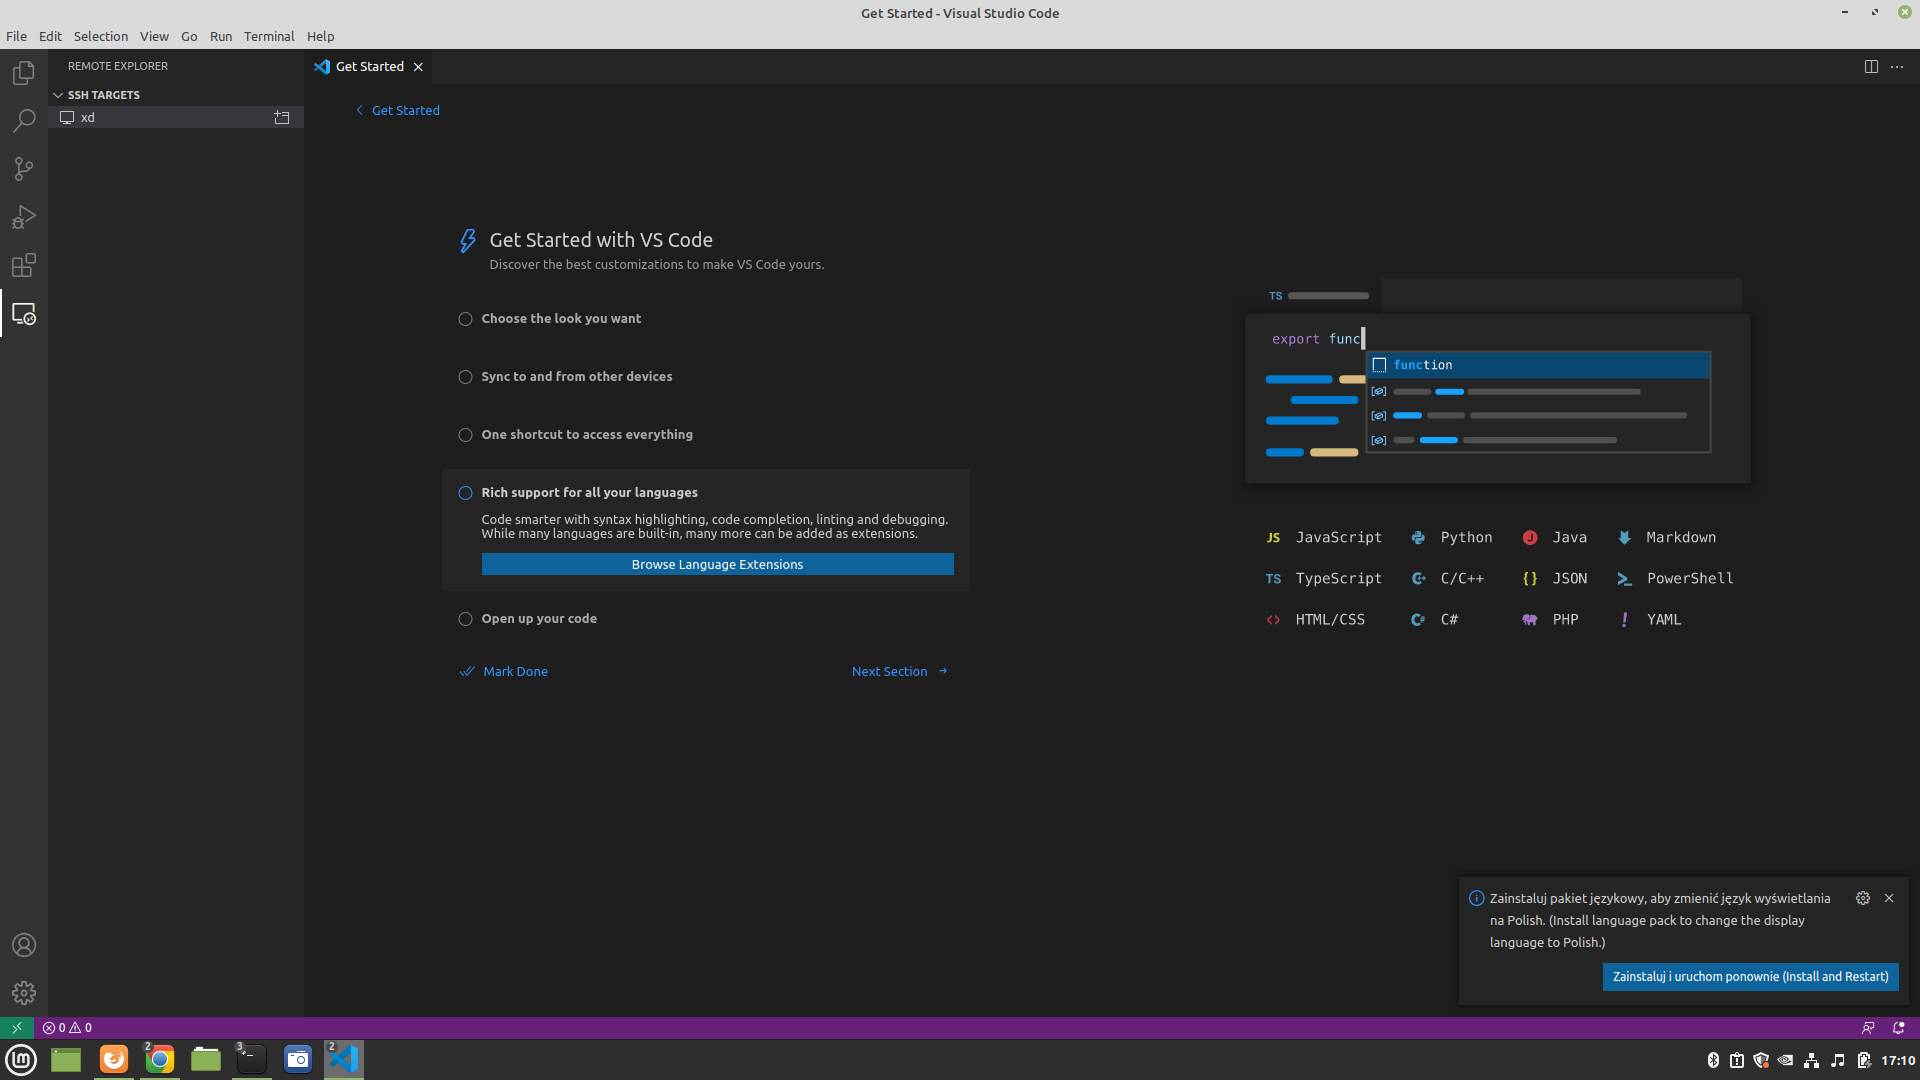 Get Started - Visual Studio Code
File Edit Selection View Go Run Terminal Help
REMOTE EXPLORER
SSH TARGETS
xd
Get Started
Get Started
Get Started with VS Code
Discover the best customizations to make VS Code yours.
Choose the look you want
Sync to and from other devices
One shortcut to access everything
Rich support for all your languages
Code smarter with syntax highlighting, code completion, linting and debugging.
While many languages are built-in, many more can be added as extensions.
Browse Language Extensions
Open up your code
Mark Done
Next Section
TS
export func
function
JS JavaScript Python Java Markdown
TS TypeScript C/C++ {} JSON PowerShell
<> HTML/CSS C# PHP ! YAML
Zainstaluj pakiet językowy, aby zmienić język wyświetlania
na Polish. (Install language pack to change the display
language to Polish.)
Zainstaluj i uruchom ponownie (Install and Restart)
0 0
2 3 2
17:10